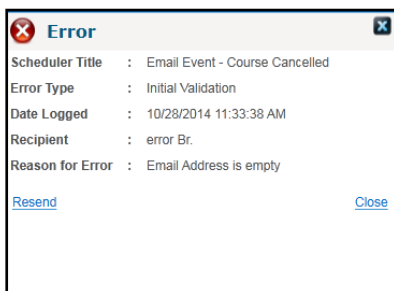 Error
Scheduler Title : Email Event - Course Cancelled
Error Type : Initial Validation
Date Logged : 10/28/2014 11:33:38 AM
Recipient : error Br.
Reason for Error : Email Address is empty
Resend Close